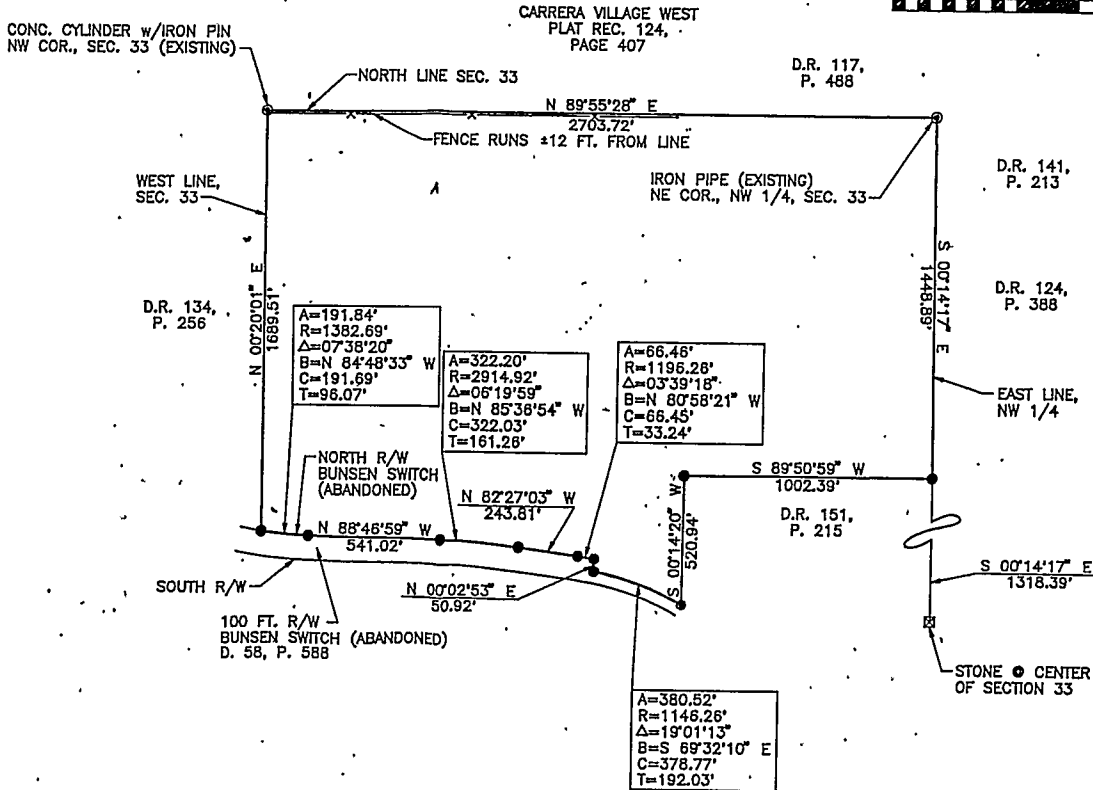 CARRERA VILLAGE WEST
PLAT REC. 124,
PAGE 407
CONC. CYLINDER w/IRON PIN
NW COR., SEC. 33 (EXISTING)
NORTH LINE SEC. 33
D.R. 117,
P. 488
N 89°55'28" E
2703.72'
FENCE RUNS ±12 FT. FROM LINE
WEST LINE,
SEC. 33
IRON PIPE (EXISTING)
NE COR., NW 1/4, SEC. 33
D.R. 141,
P. 213
D.R. 134,
P. 256
N 00°20'01" E
1689.51'
S 00°14'17" E
1448.89'
D.R. 124,
P. 388
A=191.84'
R=1382.69'
Δ=07°38'20"
B=N 84°48'33" W
C=191.69'
T=96.07'
A=322.20'
R=2914.92'
Δ=06°19'59"
B=N 85°36'54" W
C=322.03'
T=161.26'
A=66.46'
R=1196.26'
Δ=03°39'18"
B=N 80°58'21" W
C=66.45'
T=33.24'
EAST LINE,
NW 1/4
NORTH R/W
BUNSEN SWITCH
(ABANDONED)
N 82°27'03" W
243.81'
S 89°50'59" W
1002.39'
D.R. 151,
P. 215
N 88°46'59" W
541.02'
S 00°14'20" W
520.94'
SOUTH R/W
N 00°02'53" E
50.92'
S 00°14'17" E
1318.39'
100 FT. R/W
BUNSEN SWITCH (ABANDONED)
D. 58, P. 588
STONE @ CENTER
OF SECTION 33
A=380.52'
R=1146.26'
Δ=19°01'13"
B=S 69°32'10" E
C=378.77'
T=192.03'